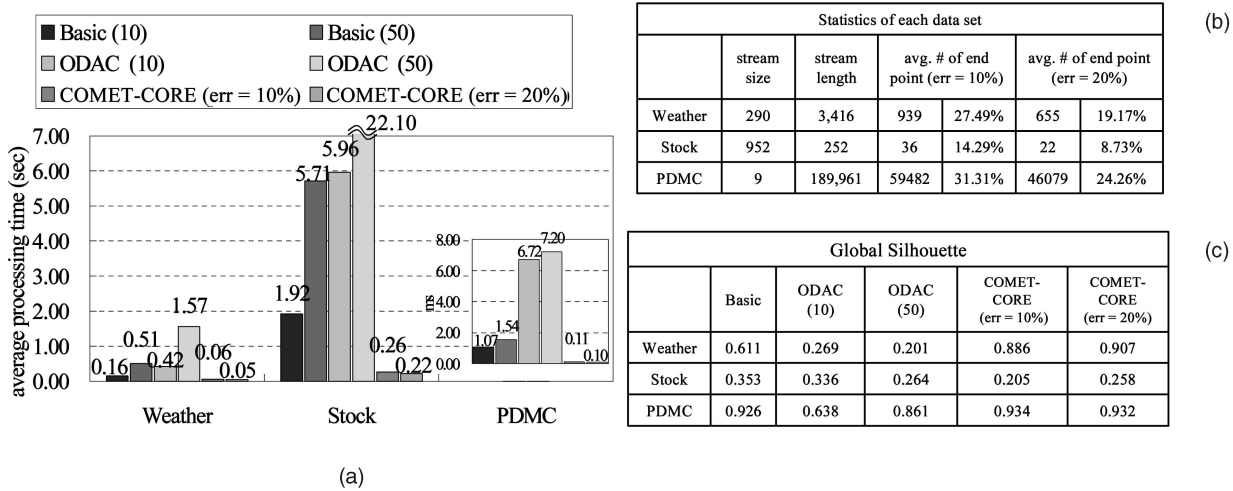 Basic (10)
Basic (50)
ODAC (10)
ODAC (50)
COMET-CORE (err = 10%)
COMET-CORE (err = 20%)
average processing time (sec)
7.00
6.00
5.00
4.00
3.00
2.00
1.00
0.00
0.16
0.51
0.42
1.57
0.06
0.05
1.92
5.71
5.96
22.10
0.26
0.22
ms
8.00
6.00
4.00
2.00
0.00
1.07
1.54
6.72
7.20
0.11
0.10
Weather
Stock
PDMC
(a)
Statistics of each data set
stream size
stream length
avg. # of end point (err = 10%)
avg. # of end point (err = 20%)
Weather 290 3,416 939 27.49% 655 19.17%
Stock 952 252 36 14.29% 22 8.73%
PDMC 9 189,961 59482 31.31% 46079 24.26%
(b)
Global Silhouette
Basic
ODAC (10)
ODAC (50)
COMET-CORE (err = 10%)
COMET-CORE (err = 20%)
Weather 0.611 0.269 0.201 0.886 0.907
Stock 0.353 0.336 0.264 0.205 0.258
PDMC 0.926 0.638 0.861 0.934 0.932
(c)